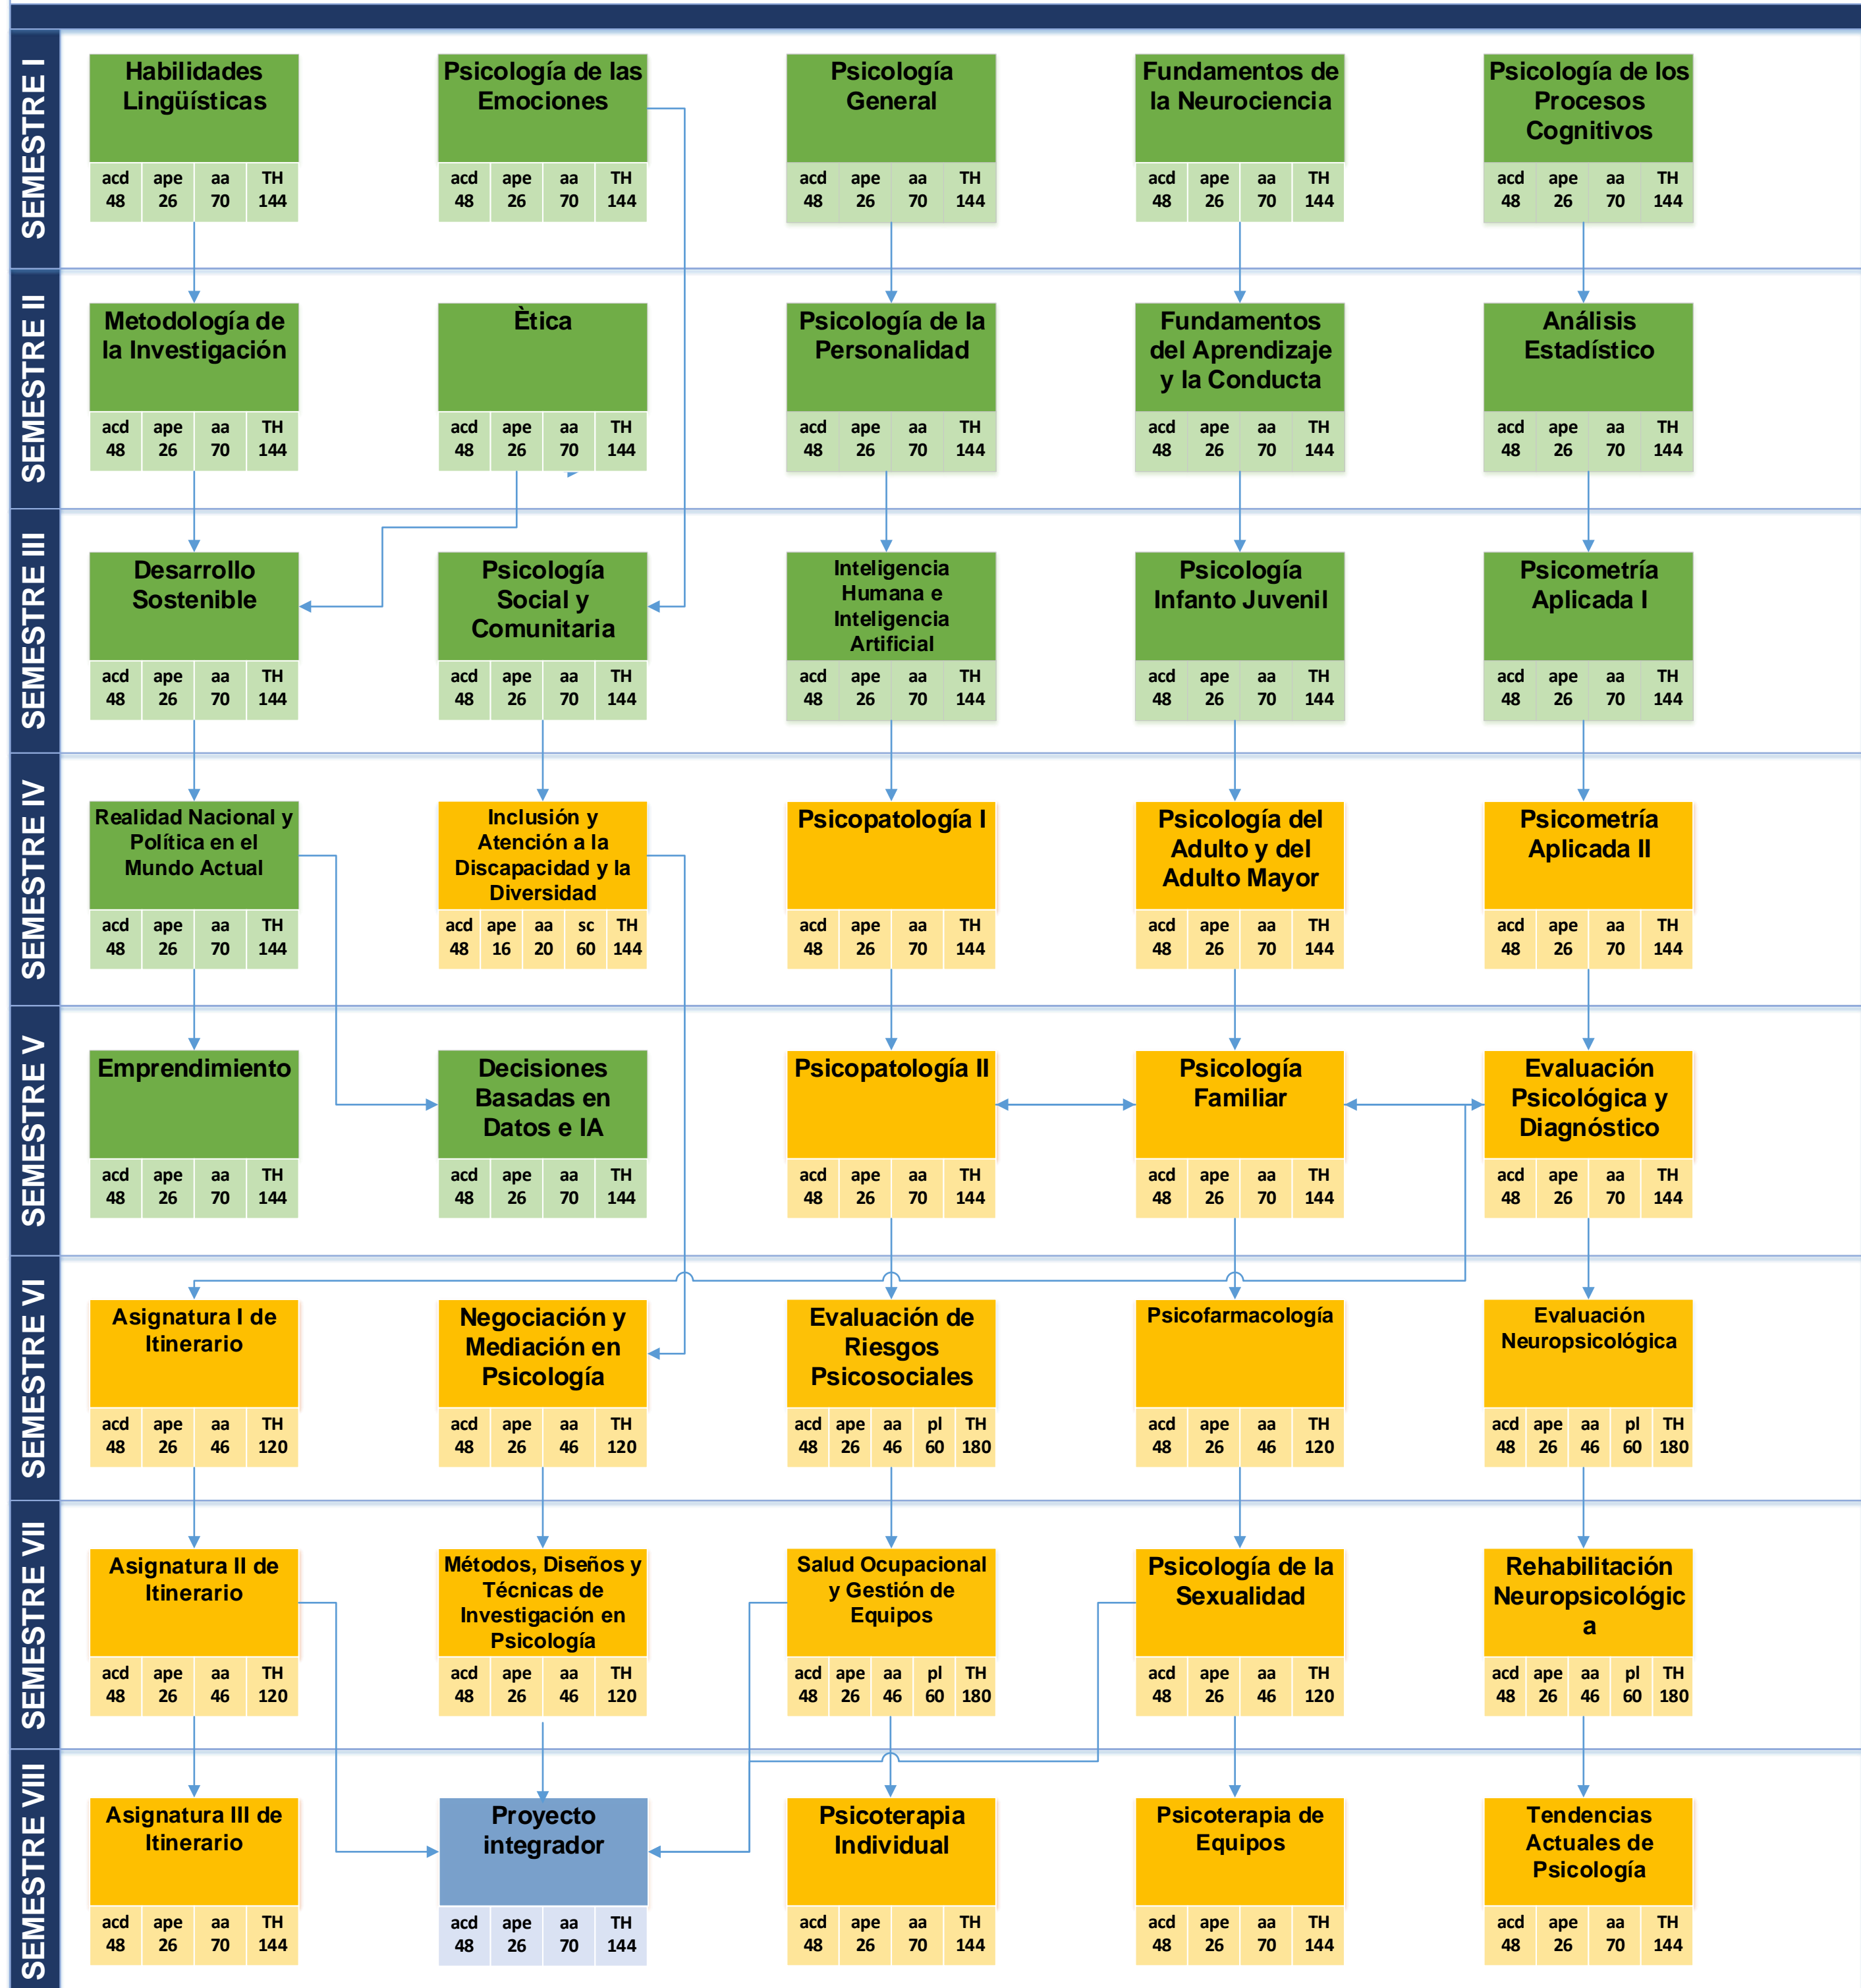 SEMESTRE I
Habilidades
Lingüísticas
acd ape aa TH
48 26 70 144
Psicología de las
Emociones
acd ape aa TH
48 26 70 144
Psicología
General
acd ape aa TH
48 26 70 144
Fundamentos de
la Neurociencia
acd ape aa TH
48 26 70 144
Psicología de los
Procesos
Cognitivos
acd ape aa TH
48 26 70 144
SEMESTRE II
Metodología de
la Investigación
acd ape aa TH
48 26 70 144
Ètica
acd ape aa TH
48 26 70 144
Psicología de la
Personalidad
acd ape aa TH
48 26 70 144
Fundamentos
del Aprendizaje
y la Conducta
acd ape aa TH
48 26 70 144
Análisis
Estadístico
acd ape aa TH
48 26 70 144
SEMESTRE III
Desarrollo
Sostenible
acd ape aa TH
48 26 70 144
Psicología
Social y
Comunitaria
acd ape aa TH
48 26 70 144
Inteligencia
Humana e
Inteligencia
Artificial
acd ape aa TH
48 26 70 144
Psicología
Infanto Juvenil
acd ape aa TH
48 26 70 144
Psicometría
Aplicada I
acd ape aa TH
48 26 70 144
SEMESTRE IV
Realidad Nacional y
Política en el
Mundo Actual
acd ape aa TH
48 26 70 144
Inclusión y
Atención a la
Discapacidad y la
Diversidad
acd ape aa sc TH
48 16 20 60 144
Psicopatología I
acd ape aa TH
48 26 70 144
Psicología del
Adulto y del
Adulto Mayor
acd ape aa TH
48 26 70 144
Psicometría
Aplicada II
acd ape aa TH
48 26 70 144
SEMESTRE V
Emprendimiento
acd ape aa TH
48 26 70 144
Decisiones
Basadas en
Datos e IA
acd ape aa TH
48 26 70 144
Psicopatología II
acd ape aa TH
48 26 70 144
Psicología
Familiar
acd ape aa TH
48 26 70 144
Evaluación
Psicológica y
Diagnóstico
acd ape aa TH
48 26 70 144
SEMESTRE VI
Asignatura I de
Itinerario
acd ape aa TH
48 26 46 120
Negociación y
Mediación en
Psicología
acd ape aa TH
48 26 46 120
Evaluación de
Riesgos
Psicosociales
acd ape aa pl TH
48 26 46 60 180
Psicofarmacología
acd ape aa TH
48 26 46 120
Evaluación
Neuropsicológica
acd ape aa pl TH
48 26 46 60 180
SEMESTRE VII
Asignatura II de
Itinerario
acd ape aa TH
48 26 46 120
Métodos, Diseños y
Técnicas de
Investigación en
Psicología
acd ape aa TH
48 26 46 120
Salud Ocupacional
y Gestión de
Equipos
acd ape aa pl TH
48 26 46 60 180
Psicología de la
Sexualidad
acd ape aa TH
48 26 46 120
Rehabilitación
Neuropsicológic
a
acd ape aa pl TH
48 26 46 60 180
SEMESTRE VIII
Asignatura III de
Itinerario
acd ape aa TH
48 26 70 144
Proyecto
integrador
acd ape aa TH
48 26 70 144
Psicoterapia
Individual
acd ape aa TH
48 26 70 144
Psicoterapia de
Equipos
acd ape aa TH
48 26 70 144
Tendencias
Actuales de
Psicología
acd ape aa TH
48 26 70 144